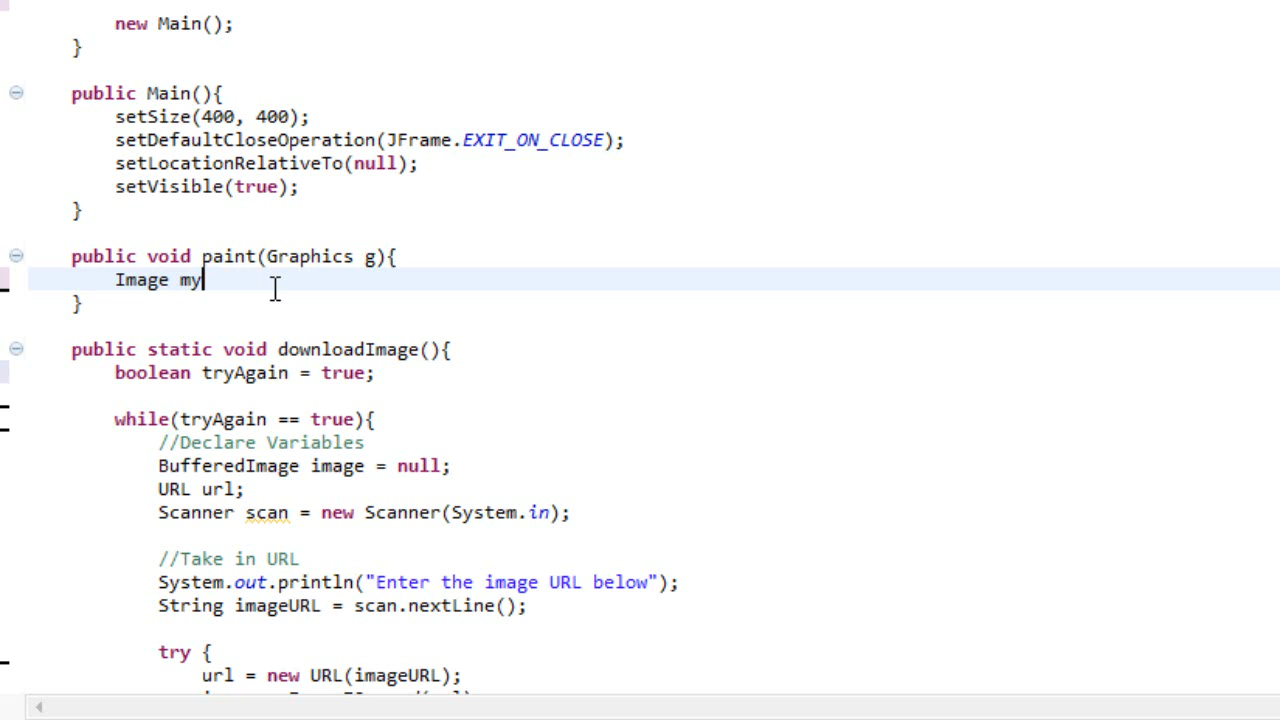 new Main();
}
public Main(){
setSize(400, 400);
setDefaultCloseOperation(JFrame.EXIT_ON_CLOSE);
setLocationRelativeTo(null);
setVisible(true);
}
public void paint(Graphics g){
Image my
}
public static void downloadImage(){
boolean tryAgain = true;
while(tryAgain == true){
//Declare Variables
BufferedImage image = null;
URL url;
Scanner scan = new Scanner(System.in);
//Take in URL
System.out.println("Enter the image URL below");
String imageURL = scan.nextLine();
try {
url = new URL(imageURL);